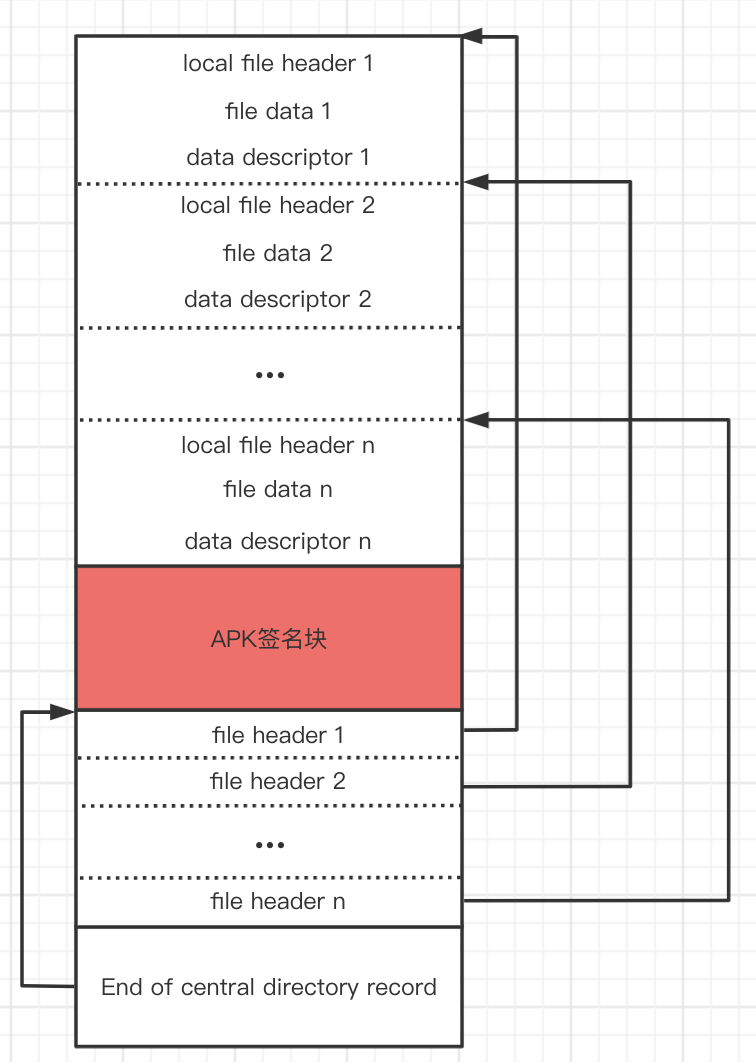 local file header 1
file data 1
data descriptor 1
local file header 2
file data 2
data descriptor 2
•••
local file header n
file data n
data descriptor n
APK签名块
file header 1
file header 2
•••
file header n
End of central directory record